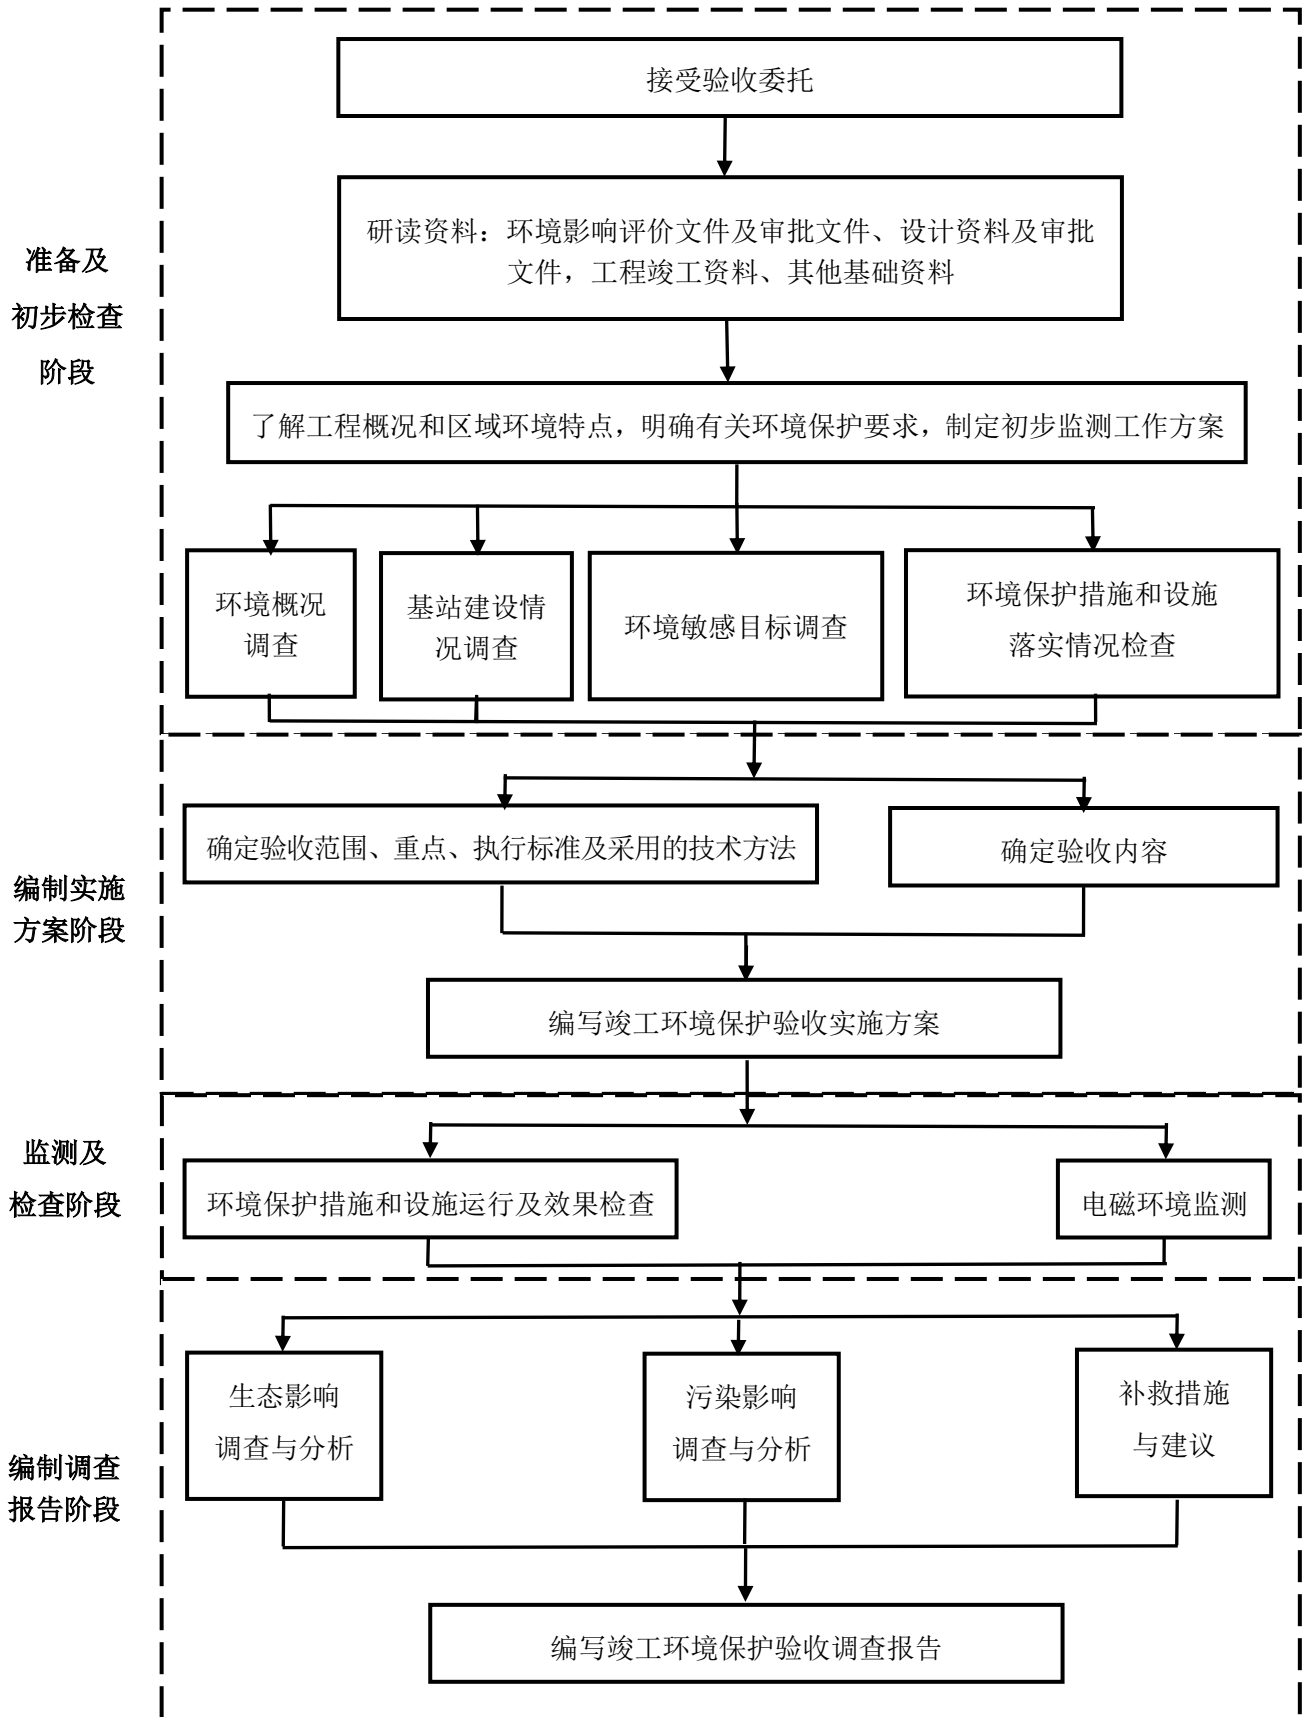 接受验收委托
研读资料：环境影响评价文件及审批文件、设计资料及审批
文件，工程竣工资料、其他基础资料
准备及
初步检查
阶段
了解工程概况和区域环境特点，明确有关环境保护要求，制定初步监测工作方案
环境概况
调查
基站建设情
况调查
环境敏感目标调查
环境保护措施和设施
落实情况检查
编制实施
方案阶段
确定验收范围、重点、执行标准及采用的技术方法
确定验收内容
编写竣工环境保护验收实施方案
监测及
检查阶段
环境保护措施和设施运行及效果检查
电磁环境监测
编制调查
报告阶段
生态影响
调查与分析
污染影响
调查与分析
补救措施
与建议
编写竣工环境保护验收调查报告